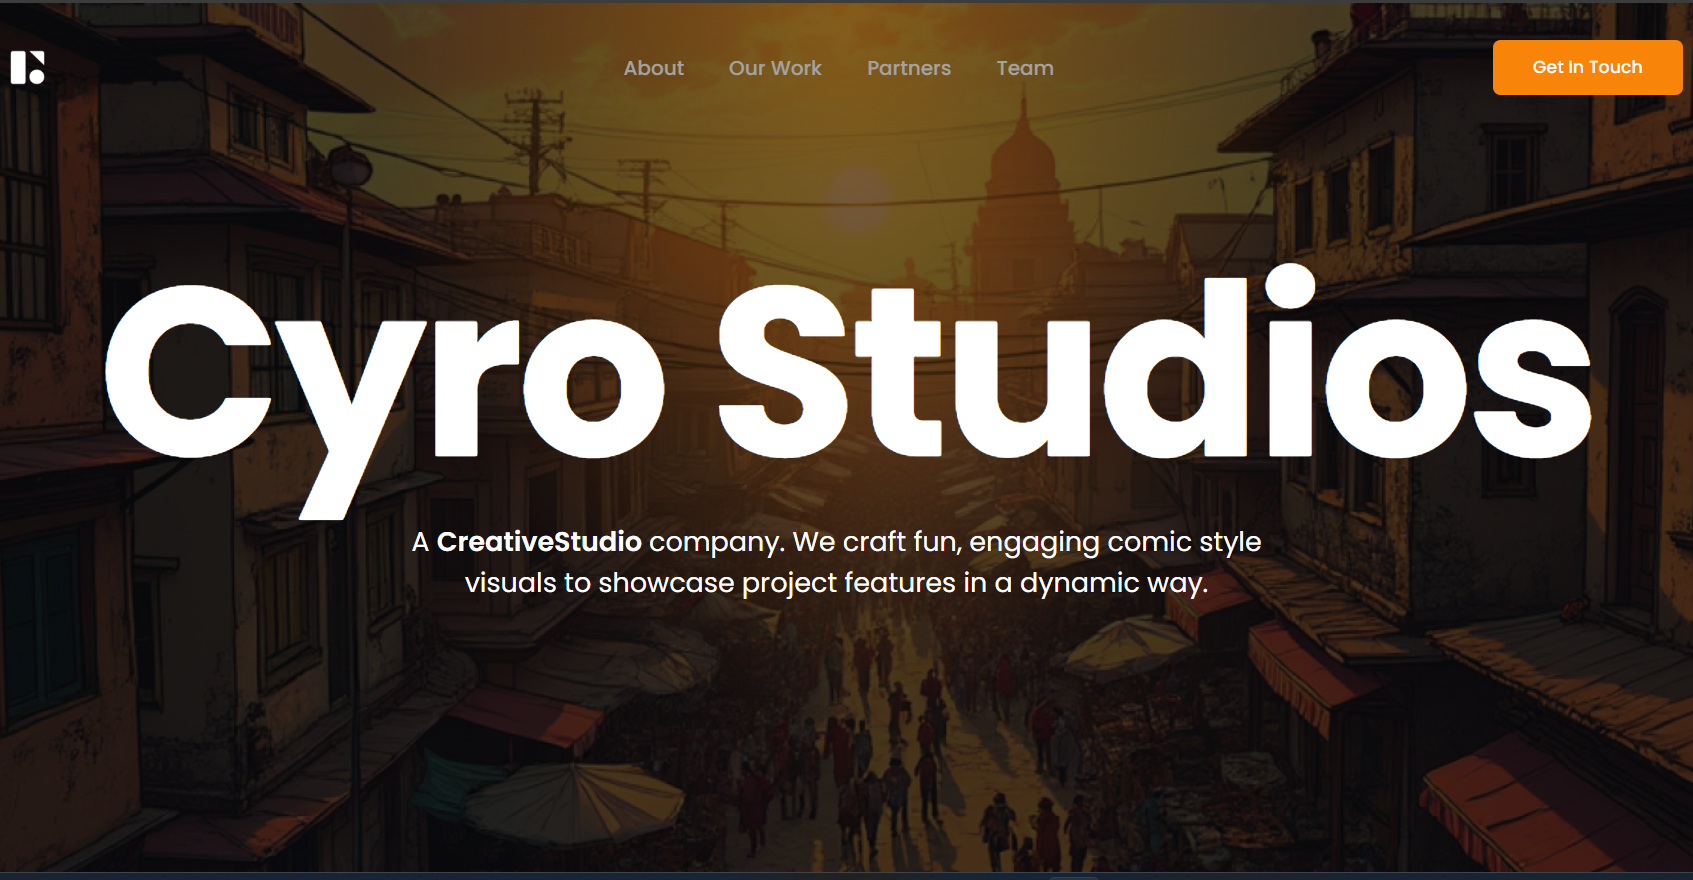 About
Our Work
Partners
Team
Get In Touch
Cyro Studios
A CreativeStudio company. We craft fun, engaging comic style
visuals to showcase project features in a dynamic way.